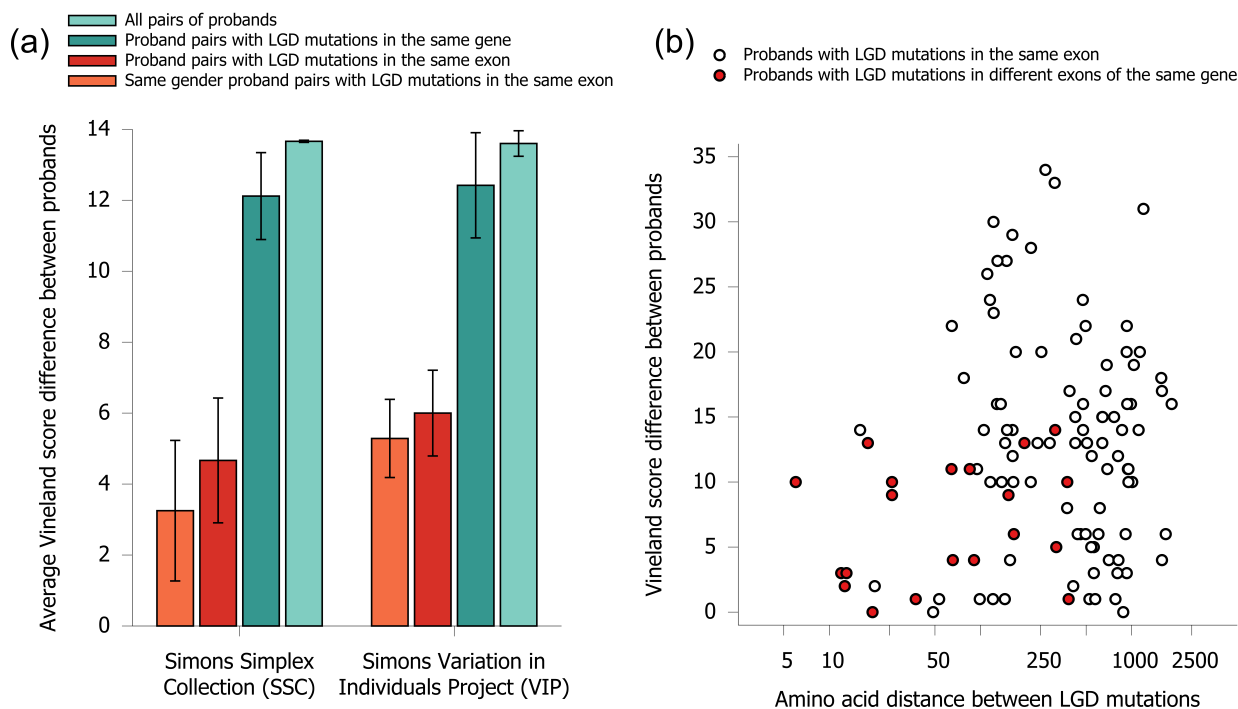 (a)
All pairs of probands
Proband pairs with LGD mutations in the same gene
Proband pairs with LGD mutations in the same exon
Same gender proband pairs with LGD mutations in the same exon
Average Vineland score difference between probands
14
12
10
8
6
4
2
0
Simons Simplex
Collection (SSC)
Simons Variation in
Individuals Project (VIP)
(b)
Probands with LGD mutations in the same exon
Probands with LGD mutations in different exons of the same gene
Vineland score difference between probands
35
30
25
20
15
10
5
0
5 10 50 250 1000 2500
Amino acid distance between LGD mutations